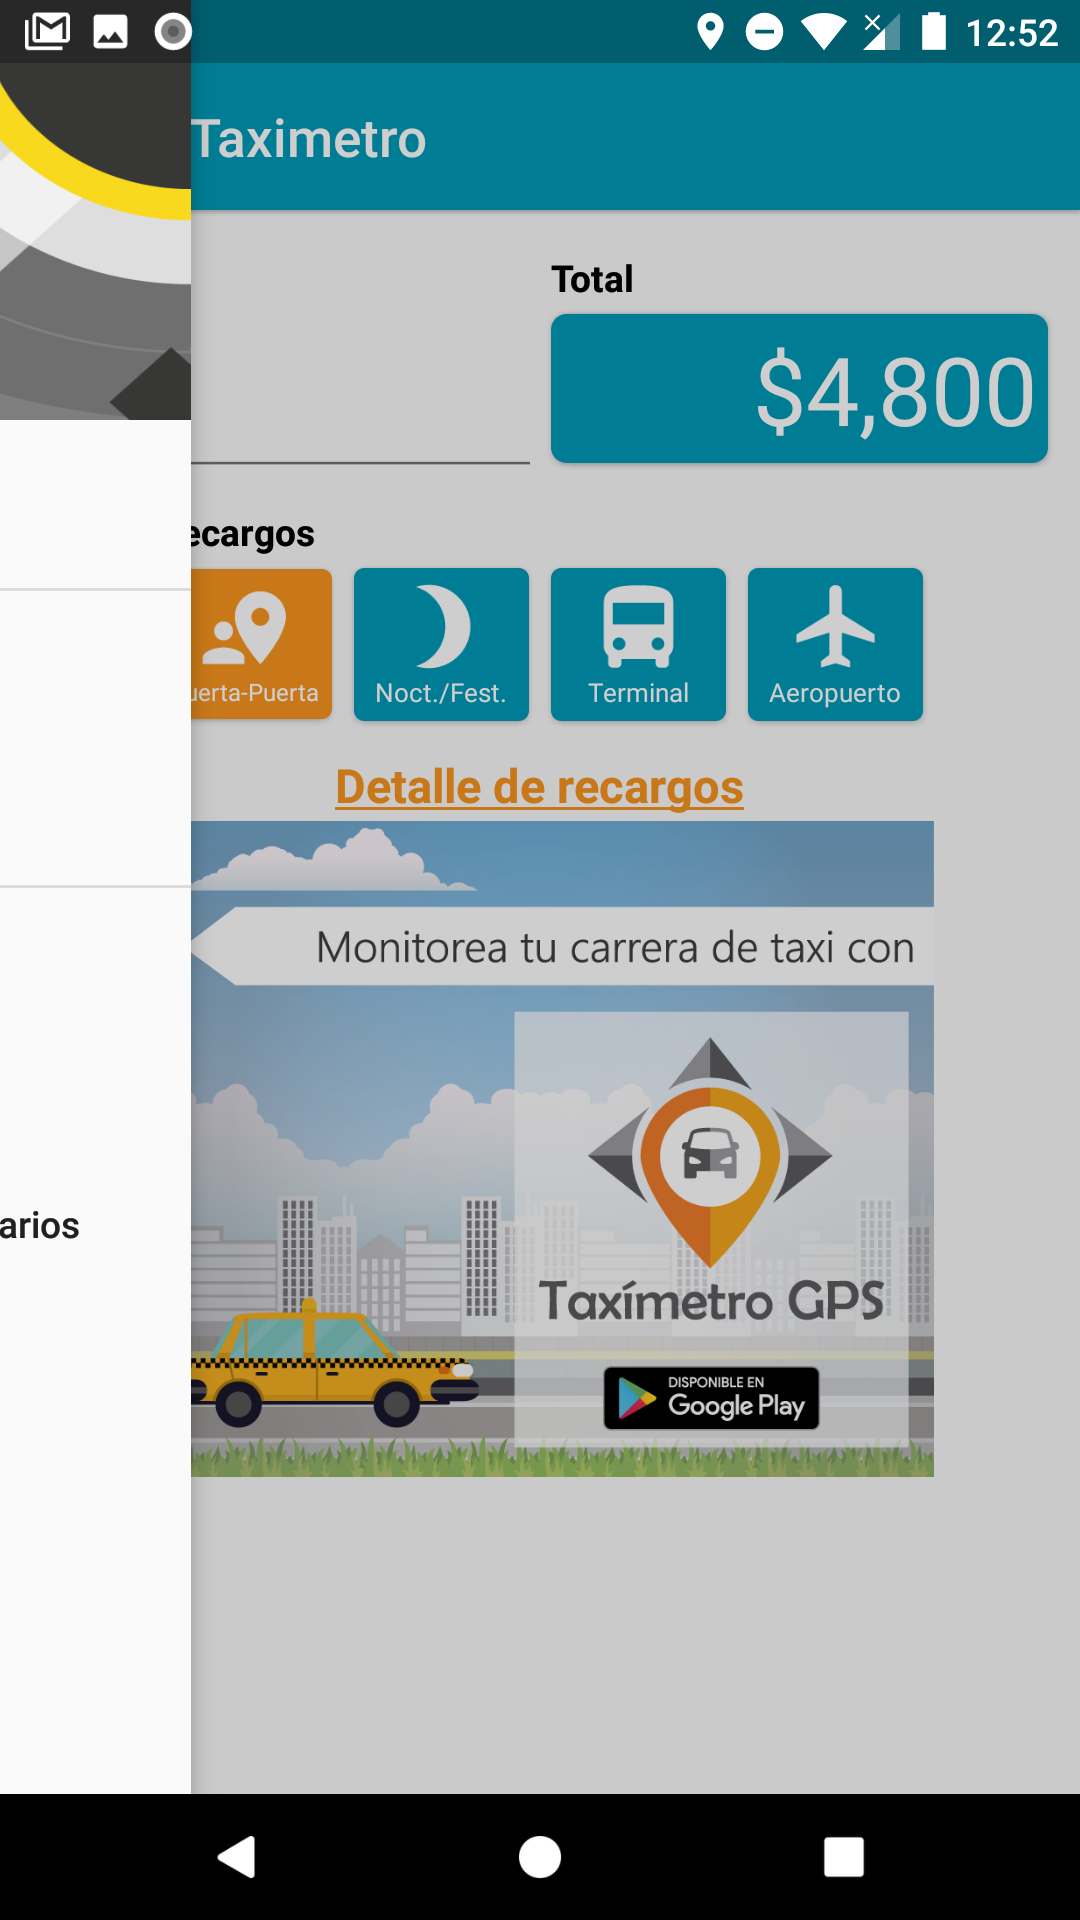 12:52
Taximetro
Total
$4,800
ecargos
uerta-Puerta
Noct./Fest.
Terminal
Aeropuerto
Detalle de recargos
Monitorea tu carrera de taxi con
arios
Taxímetro GPS
DISPONIBLE EN
Google Play